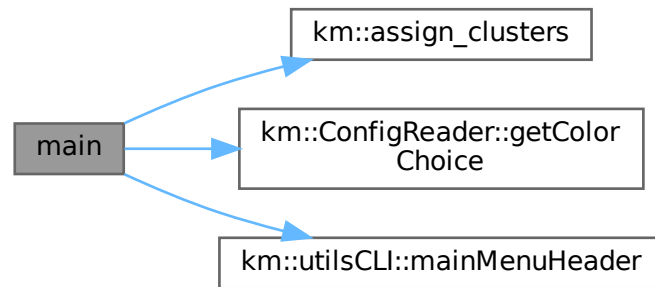 km::assign_clusters
main
km::ConfigReader::getColor
Choice
km::utilsCLI::mainMenuHeader